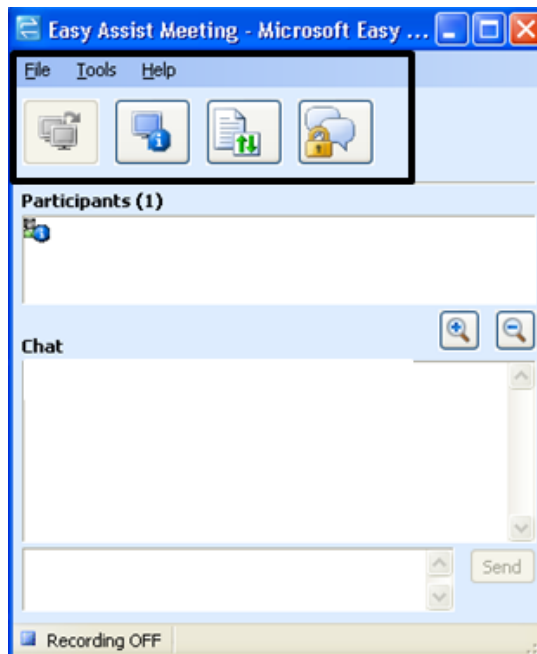 Easy Assist Meeting - Microsoft Easy ...
File Tools Help
Participants (1)
Chat
Send
Recording OFF